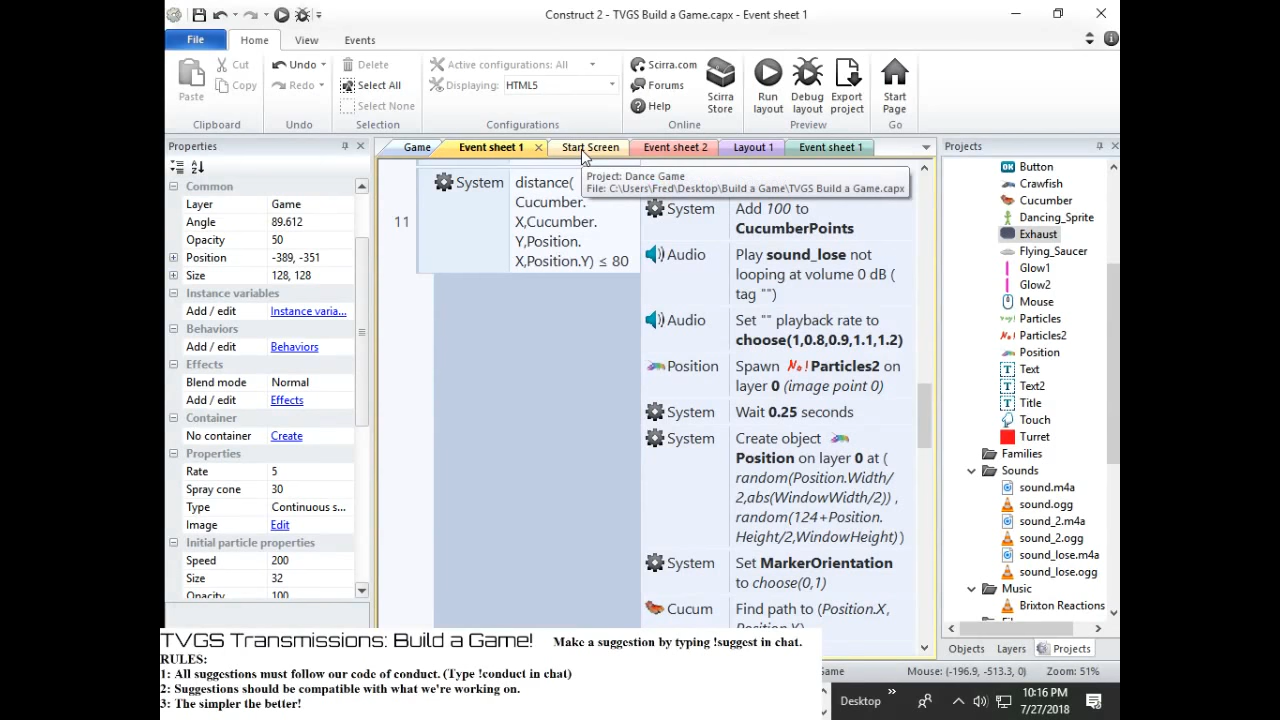 Construct 2 - TVGS Build a Game.capx - Event sheet 1
File
Home
View
Events
Paste
Cut
Copy
Clipboard
Undo
Redo
Undo
Delete
Select All
Select None
Selection
Active configurations: All
Displaying:
HTML5
Configurations
Scirra.com
Forums
Help
Scirra Store
Online
Run layout
Debug layout
Export project
Preview
Start Page
Go
Properties
Common
Layer Game
Angle 89.612
Opacity 50
Position -389, -351
Size 128, 128
Instance variables
Add / edit Instance varia...
Behaviors
Add / edit Behaviors
Effects
Blend mode Normal
Add / edit Effects
Container
No container Create
Properties
Rate 5
Spray cone 30
Type Continuous s...
Image Edit
Initial particle properties
Speed 200
Size 32
Opacity 100
Game
Event sheet 1
Start Screen
Event sheet 2
Layout 1
Event sheet 1
Project: Dance Game
File: C:\Users\Fred\Desktop\Build a Game\TVGS Build a Game.capx
11
System
distance(
Cucumber.
X,Cucumber.
Y,Position.
X,Position.Y) ≤ 80
System Add 100 to
CucumberPoints
Audio Play sound_lose not
looping at volume 0 dB (
tag "")
Audio Set "" playback rate to
choose(1,0.8,0.9,1.1,1.2)
Position Spawn No! Particles2 on
layer 0 (image point 0)
System Wait 0.25 seconds
System Create object
Position on layer 0 at (
random(Position.Width/
2,abs(WindowWidth/2)) ,
random(124+Position.
Height/2,WindowHeight))
System Set MarkerOrientation
to choose(0,1)
Cucum Find path to (Position.X,
Position.Y)
Projects
Button
Crawfish
Cucumber
Dancing_Sprite
Exhaust
Flying_Saucer
Glow1
Glow2
Mouse
Particles
Particles2
Position
Text
Text2
Title
Touch
Turret
Families
Sounds
sound.m4a
sound.ogg
sound_2.m4a
sound_2.ogg
sound_lose.m4a
sound_lose.ogg
Music
Brixton Reactions
Objects
Layers
Projects
ame
Mouse: (-196.9, -513.3, 0)
Zoom: 51%
TVGS Transmissions: Build a Game! Make a suggestion by typing !suggest in chat.
RULES:
1: All suggestions must follow our code of conduct. (Type !conduct in chat)
2: Suggestions should be compatible with what we're working on.
3: The simpler the better!
Desktop
10:16 PM
7/27/2018